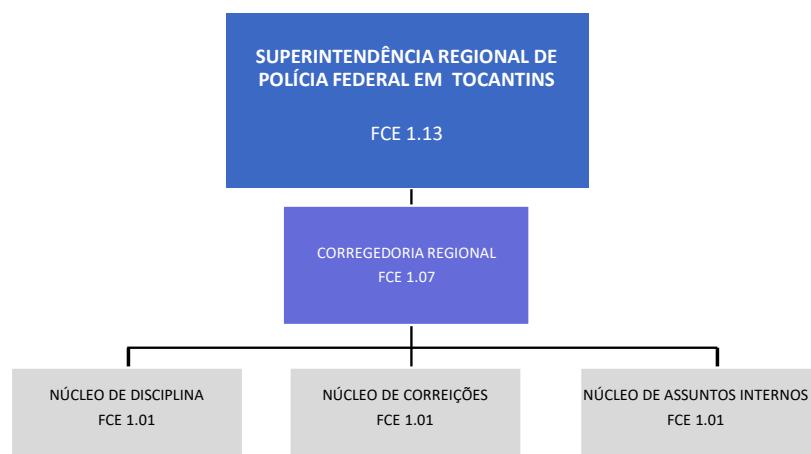 SUPERINTENDÊNCIA REGIONAL DE
POLÍCIA FEDERAL EM TOCANTINS
FCE 1.13
CORREGEDORIA REGIONAL
FCE 1.07
NÚCLEO DE DISCIPLINA
FCE 1.01
NÚCLEO DE CORREIÇÕES
FCE 1.01
NÚCLEO DE ASSUNTOS INTERNOS
FCE 1.01